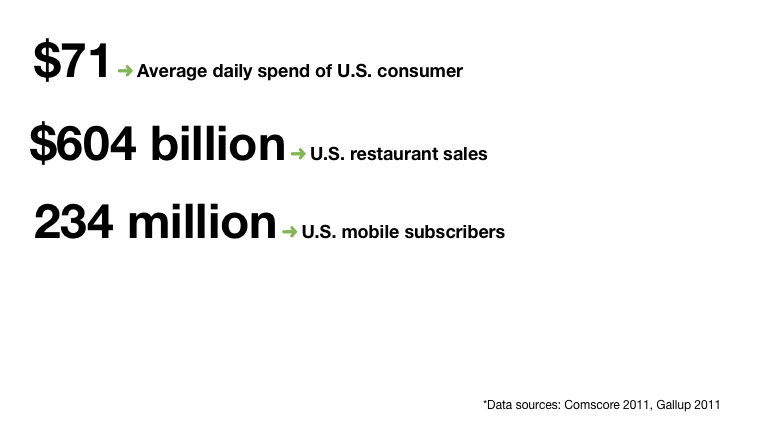 $71 ➜ Average daily spend of U.S. consumer
$604 billion ➜ U.S. restaurant sales
234 million ➜ U.S. mobile subscribers
*Data sources: Comscore 2011, Gallup 2011